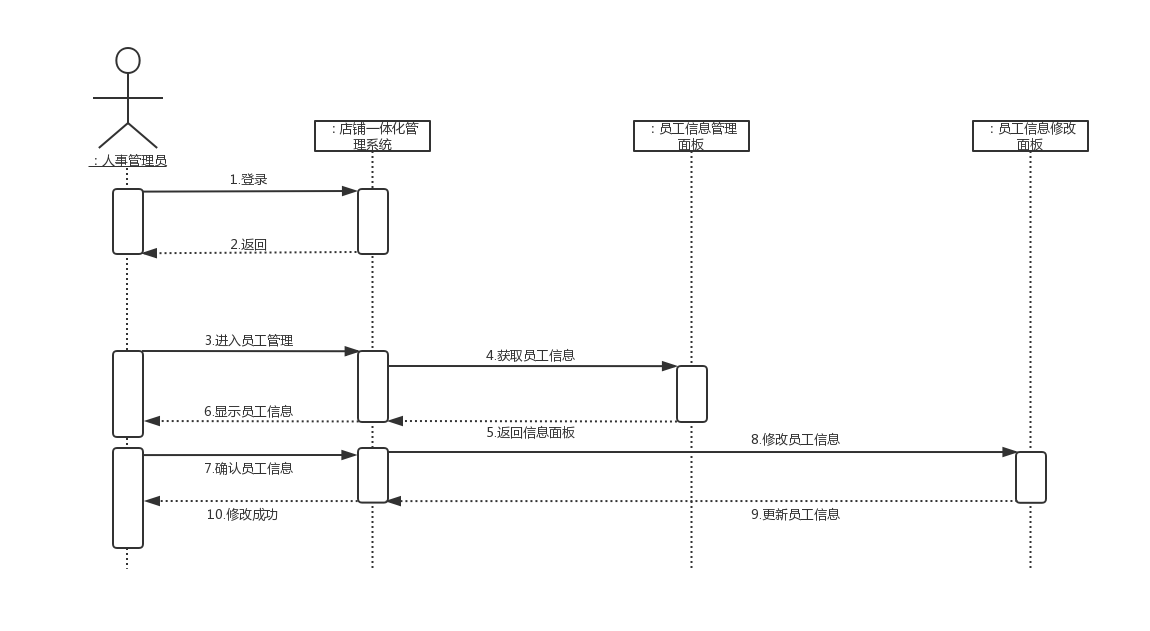 ：店铺一体化管
理系统
：员工信息管理
面板
：员工信息修改
面板
：人事管理员
1.登录
2.返回
3.进入员工管理
4.获取员工信息
6.显示员工信息
5.返回信息面板
8.修改员工信息
7.确认员工信息
10.修改成功
9.更新员工信息